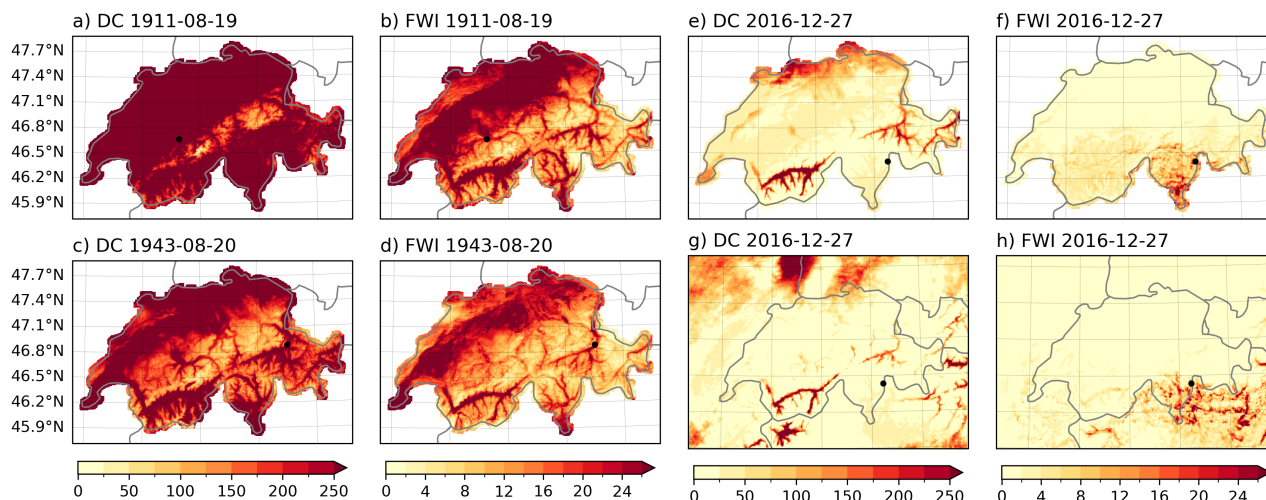 a) DC 1911-08-19
b) FWI 1911-08-19
e) DC 2016-12-27
f) FWI 2016-12-27
47.7°N
47.4°N
47.1°N
46.8°N
46.5°N
46.2°N
45.9°N
c) DC 1943-08-20
d) FWI 1943-08-20
g) DC 2016-12-27
h) FWI 2016-12-27
47.7°N
47.4°N
47.1°N
46.8°N
46.5°N
46.2°N
45.9°N
0 50 100 150 200 250
0 4 8 12 16 20 24
0 50 100 150 200 250
0 4 8 12 16 20 24